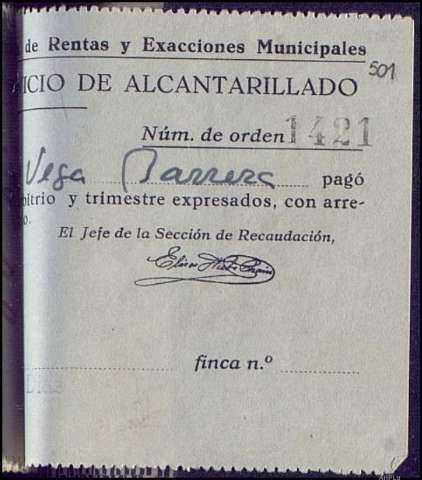 de Rentas y Exacciones Municipales
501
ICIO DE ALCANTARILLADO
Núm. de orden 1421
Vega Barrera pagó
bitrio y trimestre expresados, con arre-
o.
El Jefe de la Sección de Recaudación,
finca n.º